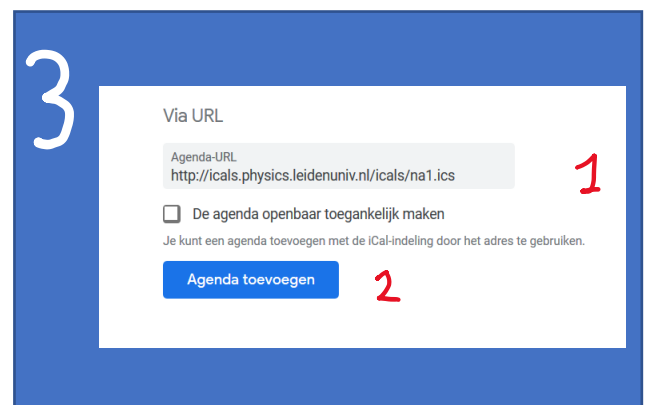 3
Via URL
Agenda-URL
http://icals.physics.leidenuniv.nl/icals/na1.ics
1
De agenda openbaar toegankelijk maken
Je kunt een agenda toevoegen met de iCal-indeling door het adres te gebruiken.
Agenda toevoegen
2